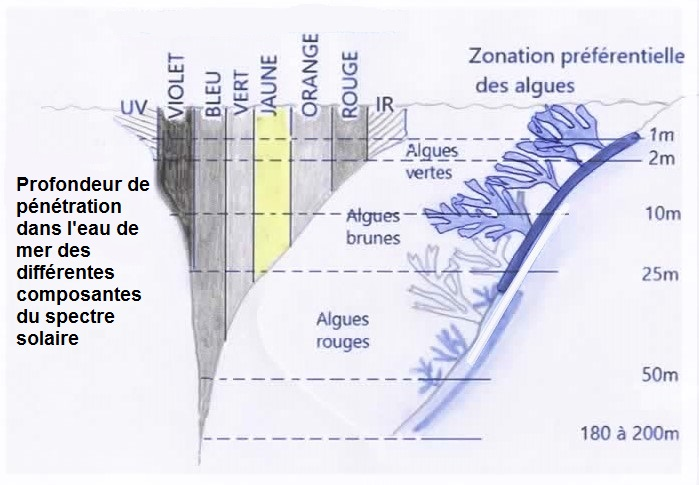 Zonation préférentielle
des algues
UV
VIOLET
BLEU
VERT
JAUNE
ORANGE
ROUGE
IR
Profondeur de
pénétration
dans l'eau de
mer des
différentes
composantes
du spectre
solaire
Algues
vertes
Algues
brunes
Algues
rouges
1m
2m
10m
25m
50m
180 à 200m